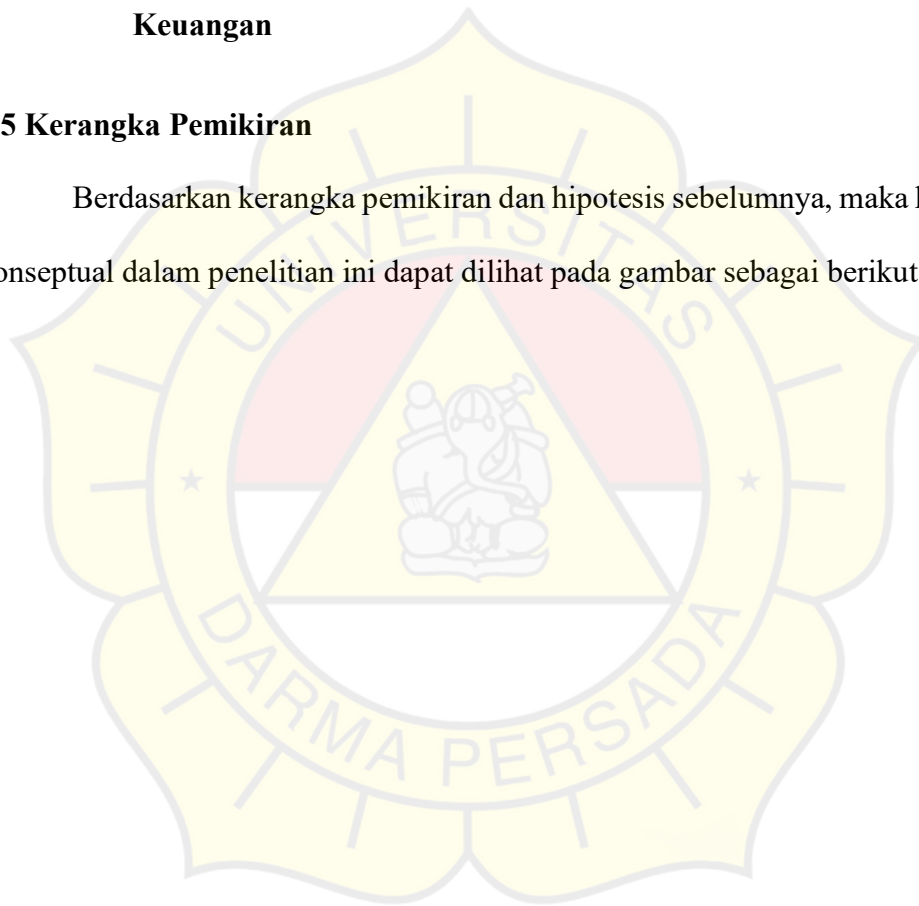 Keuangan
5 Kerangka Pemikiran
Berdasarkan kerangka pemikiran dan hipotesis sebelumnya, maka
onseptual dalam penelitian ini dapat dilihat pada gambar sebagai berikut
UNIVERSITAS
DARMA PERSADA